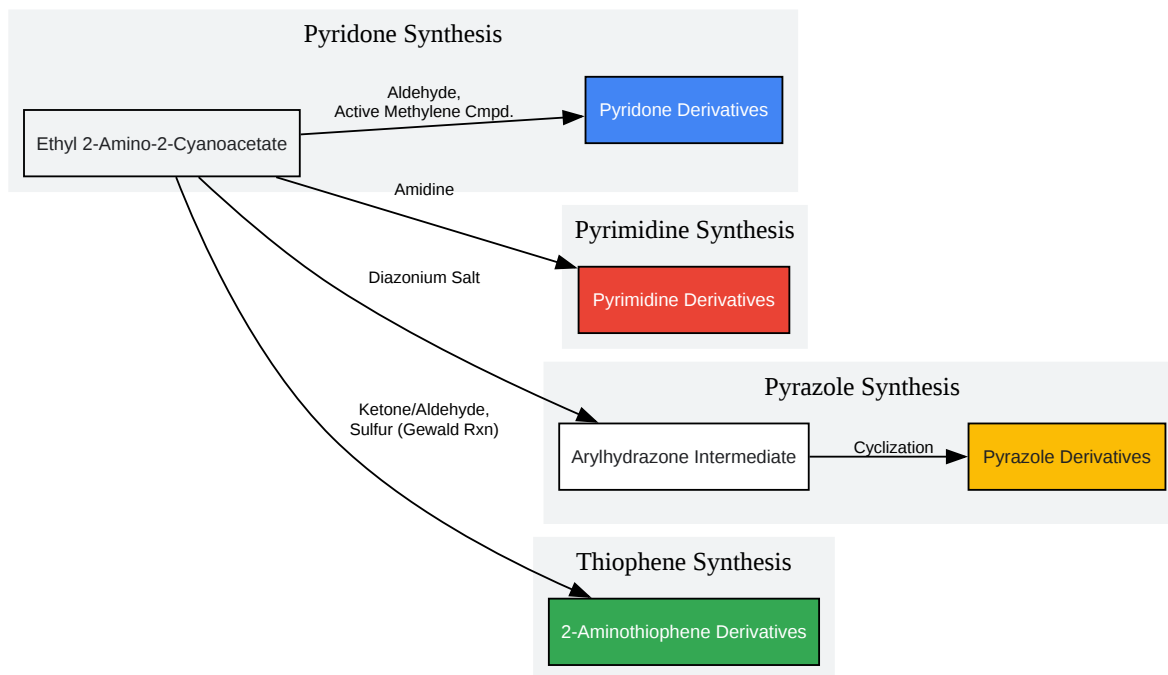 Pyridone Synthesis
Aldehyde,
Active Methylene Cmpd.
Pyridone Derivatives
Ethyl 2-Amino-2-Cyanoacetate
Amidine
Pyrimidine Synthesis
Diazonium Salt
Pyrimidine Derivatives
Pyrazole Synthesis
Ketone/Aldehyde,
Sulfur (Gewald Rxn)
Arylhydrazone Intermediate
Cyclization
Pyrazole Derivatives
Thiophene Synthesis
2-Aminothiophene Derivatives